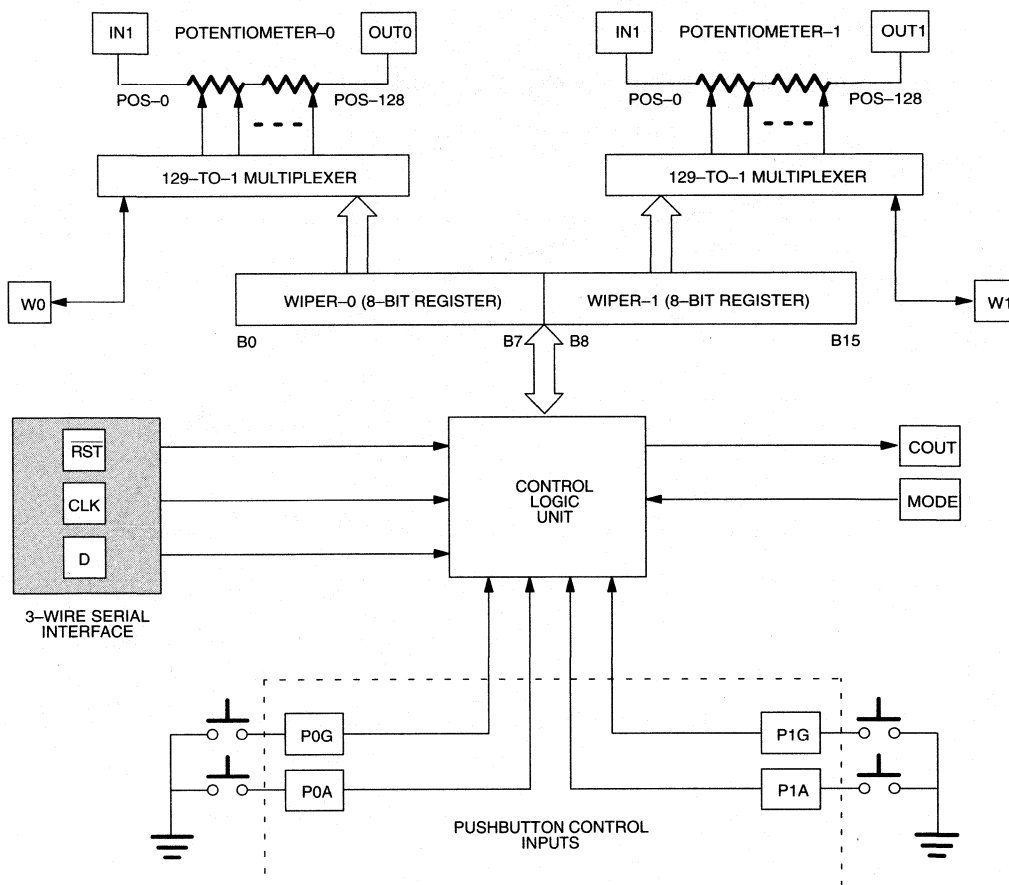 IN1
POTENTIOMETER–0
OUT0
IN1
POTENTIOMETER–1
OUT1
POS–0
POS–128
POS–0
POS–128
129–TO–1 MULTIPLEXER
129–TO–1 MULTIPLEXER
W0
WIPER–0 (8–BIT REGISTER)
WIPER–1 (8–BIT REGISTER)
W1
B0
B7
B8
B15
RST
CLK
D
3–WIRE SERIAL
INTERFACE
CONTROL
LOGIC
UNIT
COUT
MODE
P0G
P0A
P1G
P1A
PUSHBUTTON CONTROL
INPUTS